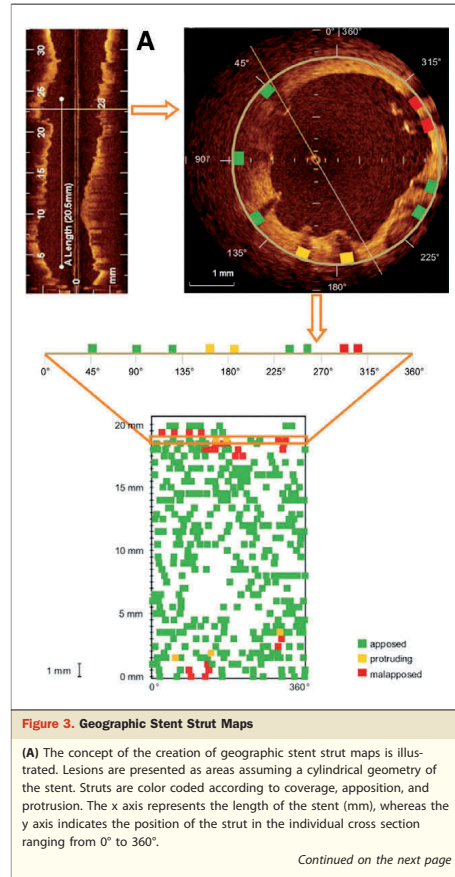 A
30
25
23
20
15
10
5
0
mm
A Length (20.5mm)
0° | 360°
45°
315°
90°
135°
225°
180°
1 mm
0° 45° 90° 135° 180° 225° 270° 315° 360°
20 mm
15 mm
10 mm
5 mm
0 mm
1 mm
0° 360°
apposed
protruding
malapposed
Figure 3. Geographic Stent Strut Maps
(A) The concept of the creation of geographic stent strut maps is illus-
trated. Lesions are presented as areas assuming a cylindrical geometry of
the stent. Struts are color coded according to coverage, apposition, and
protrusion. The x axis represents the length of the stent (mm), whereas the
y axis indicates the position of the strut in the individual cross section
ranging from 0° to 360°.
Continued on the next page